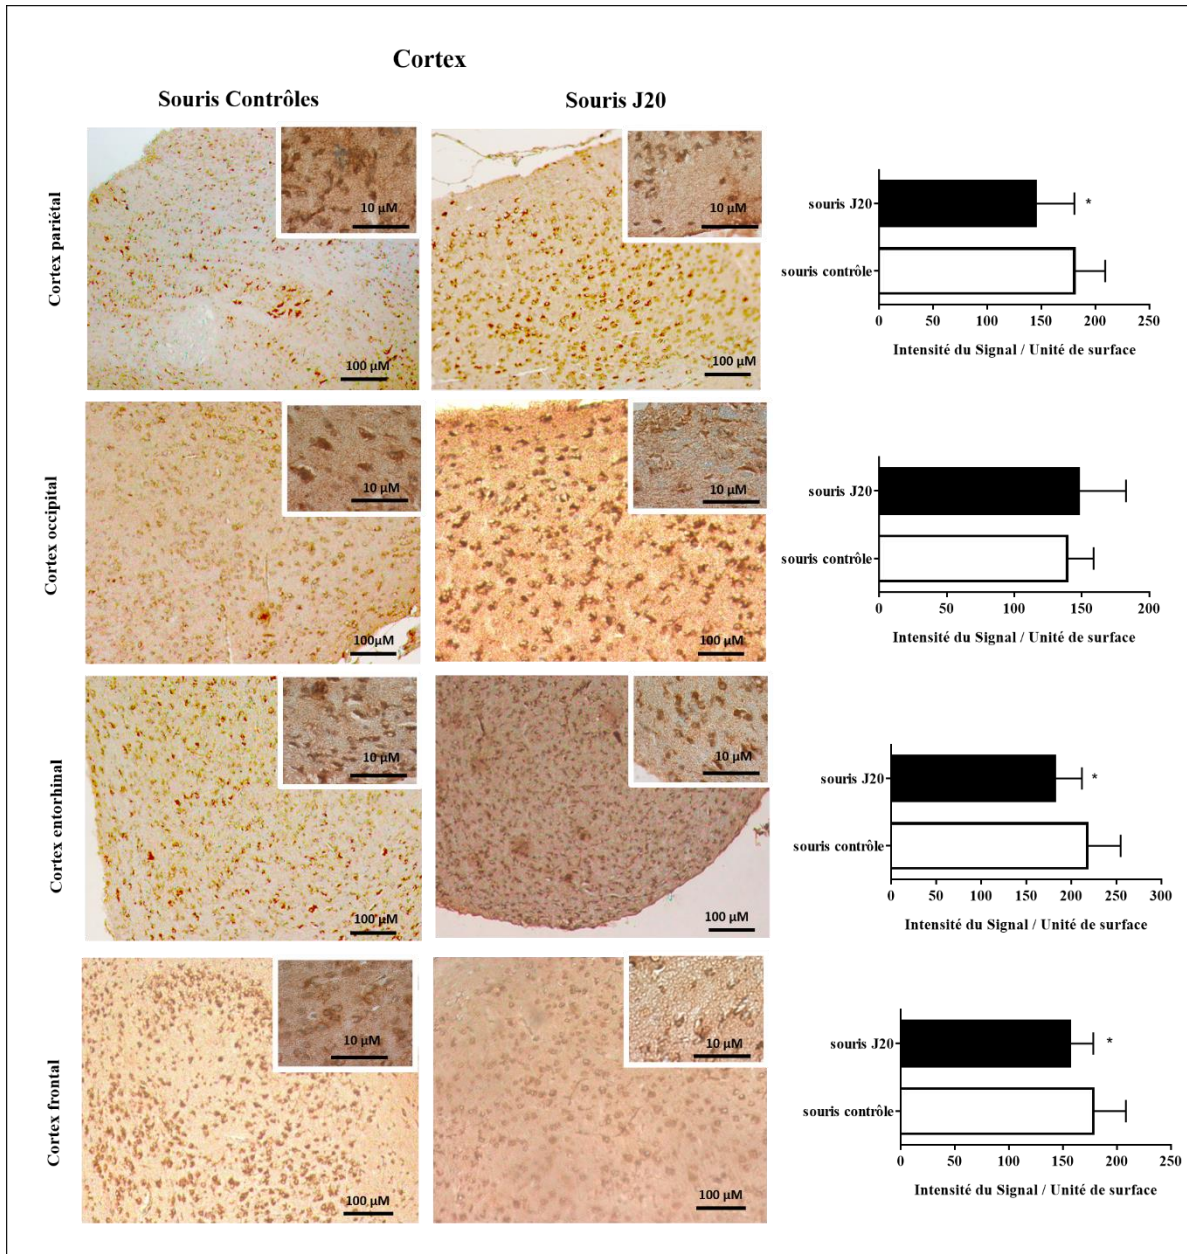 Cortex
Souris Contrôles
Souris J20
Cortex pariétal
10 µM
100 µM
10 µM
100 µM
souris J20
*
souris contrôle
0 50 100 150 200 250
Intensité du Signal / Unité de surface
Cortex occipital
10 µM
100µM
10 µM
100 µM
souris J20
souris contrôle
0 50 100 150 200
Intensité du Signal / Unité de surface
Cortex entorhinal
10 µM
100 µM
10 µM
100 µM
souris J20
*
souris contrôle
0 50 100 150 200 250 300
Intensité du Signal / Unité de surface
Cortex frontal
10 µM
100 µM
10 µM
100 µM
souris J20
*
souris contrôle
0 50 100 150 200 250
Intensité du Signal / Unité de surface